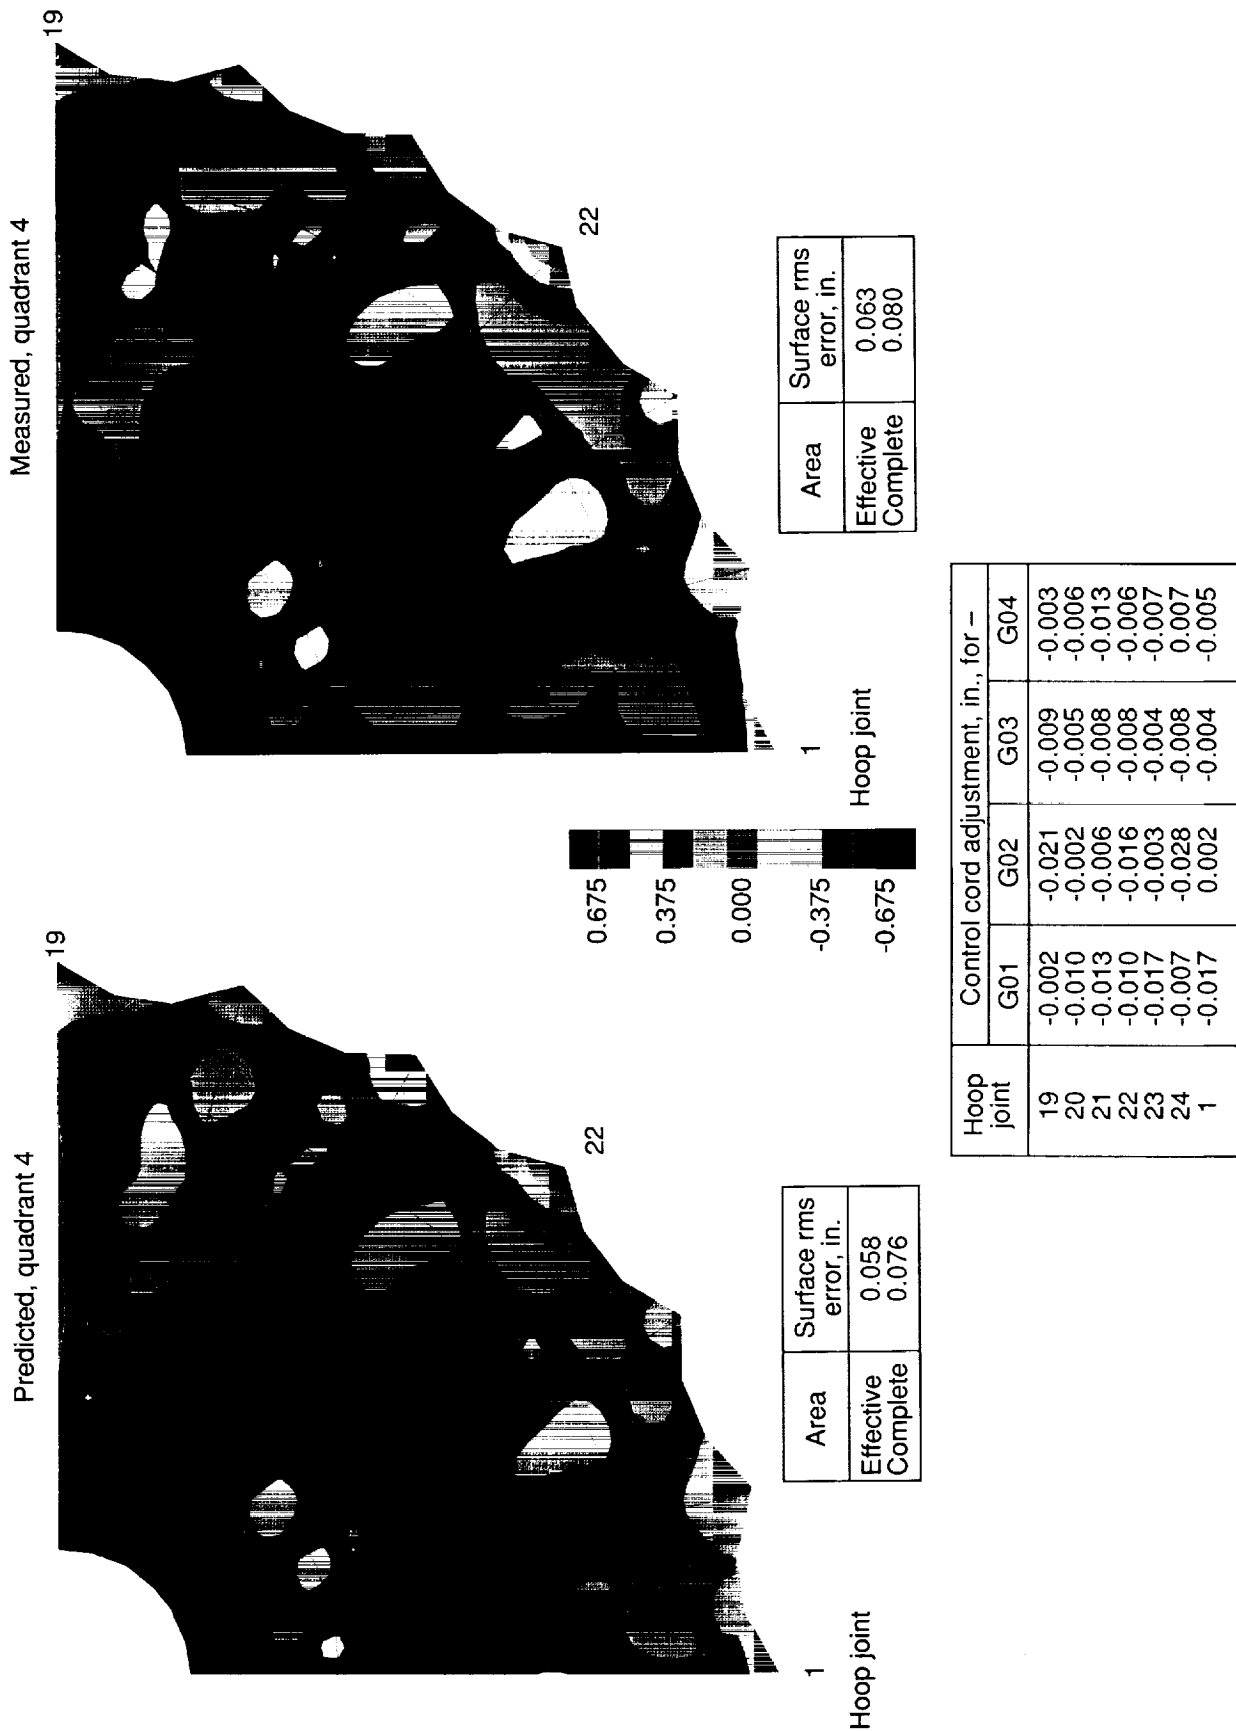 Predicted, quadrant 4
19
22
1
Hoop joint
Area Surface rms
error, in.
Effective 0.058
Complete 0.076
0.675
0.375
0.000
-0.375
-0.675
Measured, quadrant 4
19
22
1
Hoop joint
Area Surface rms
error, in.
Effective 0.063
Complete 0.080
Hoop joint Control cord adjustment, in., for –
G01 G02 G03 G04
19 -0.002 -0.021 -0.009 -0.003
20 -0.010 -0.002 -0.005 -0.006
21 -0.013 -0.006 -0.008 -0.013
22 -0.010 -0.016 -0.008 -0.006
23 -0.017 -0.003 -0.004 -0.007
24 -0.007 -0.028 -0.008 0.007
1 -0.017 0.002 -0.004 -0.005